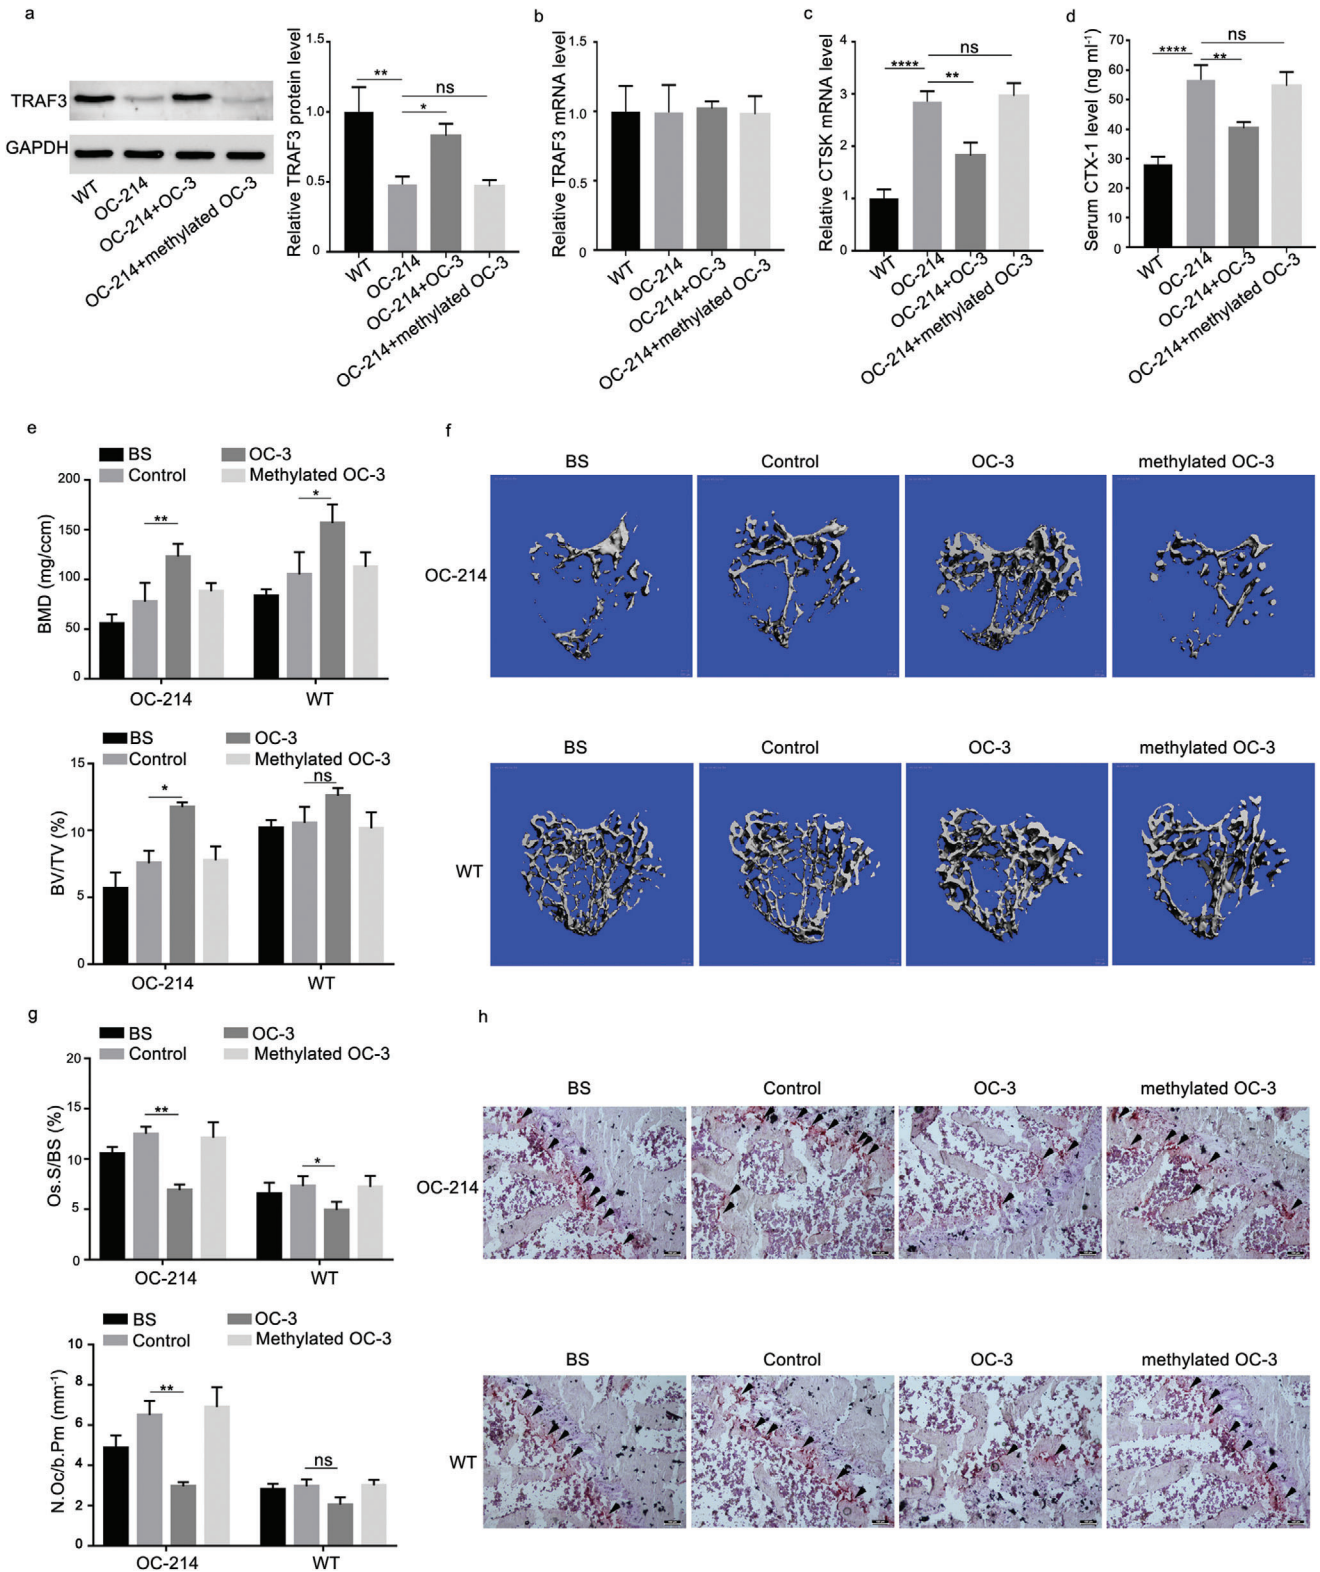 a
TRAF3
GAPDH
WT
OC-214
OC-214+OC-3
OC-214+methylated OC-3
Relative TRAF3 protein level
1.5
1.0
0.5
0
**
ns
*
WT
OC-214
OC-214+OC-3
OC-214+methylated OC-3
b
Relative TRAF3 mRNA level
1.5
1.0
0.5
0
WT
OC-214
OC-214+OC-3
OC-214+methylated OC-3
c
Relative CTSK mRNA level
4
3
2
1
0
****
ns
**
WT
OC-214
OC-214+OC-3
OC-214+methylated OC-3
d
Serum CTX-1 level (ng ml-1)
70
60
50
40
30
20
10
0
****
ns
**
WT
OC-214
OC-214+OC-3
OC-214+methylated OC-3
e
BS
OC-3
Control
Methylated OC-3
BMD (mg/ccm)
200
150
100
50
0
**
*
OC-214
WT
BS
OC-3
Control
Methylated OC-3
BV/TV (%)
15
10
5
0
*
ns
OC-214
WT
f
BS
Control
OC-3
methylated OC-3
OC-214
BS
Control
OC-3
methylated OC-3
WT
g
BS
OC-3
Control
Methylated OC-3
Os.S/BS (%)
20
15
10
5
0
**
*
OC-214
WT
BS
OC-3
Control
Methylated OC-3
N.Oc/b.Pm (mm-1)
10
8
6
4
2
0
**
ns
OC-214
WT
h
BS
Control
OC-3
methylated OC-3
OC-214
BS
Control
OC-3
methylated OC-3
WT